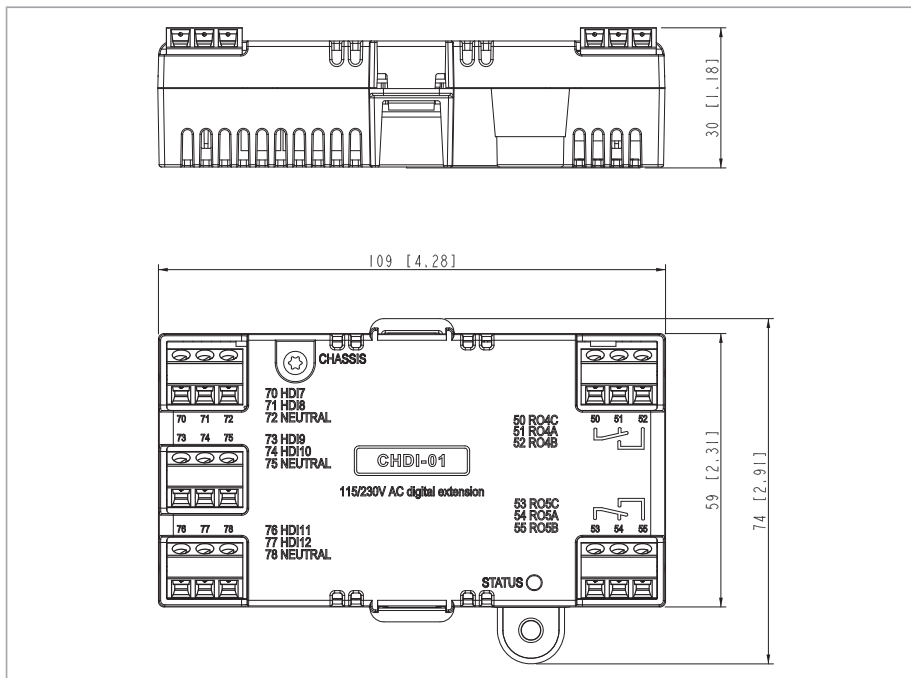 30 [1.18]
109 [4.28]
CHASSIS
70 HDI7
71 HDI8
72 NEUTRAL
70 71 72
73 74 75
73 HDI9
74 HDI10
75 NEUTRAL
50 RO4C
51 RO4A
52 RO4B
50 51 52
CHDI-01
115/230V AC digital extension
59 [2.31]
74 [2.91]
53 RO5C
54 RO5A
55 RO5B
53 54 55
76 77 78
76 HDI11
77 HDI12
78 NEUTRAL
STATUS